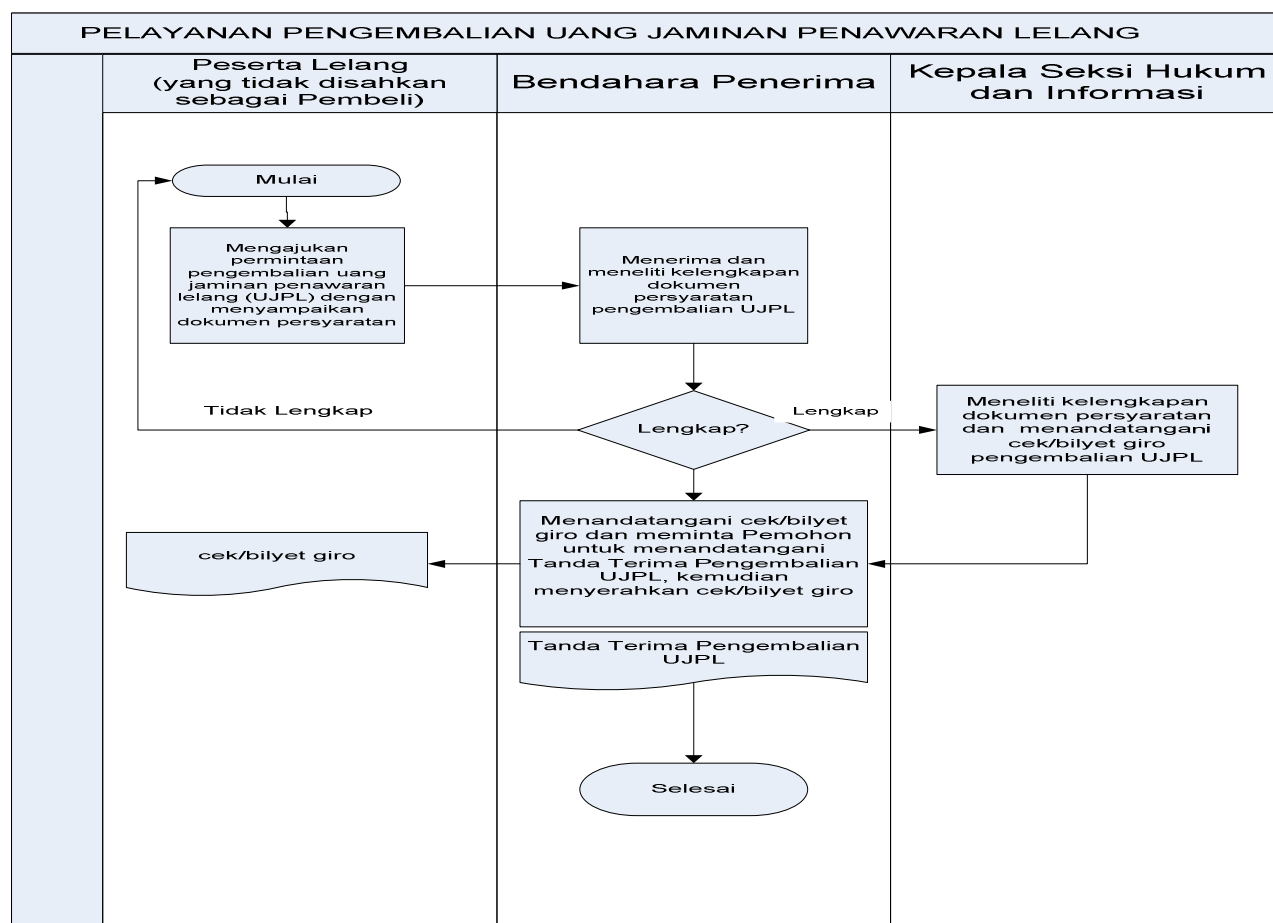 PELAYANAN PENGEMBALIAN UANG JAMINAN PENAWARAN LELANG
Peserta Lelang
(yang tidak disahkan
sebagai Pembeli)
Bendahara Penerima
Kepala Seksi Hukum
dan Informasi
Mulai
Mengajukan
permintaan
pengembalian uang
jaminan penawaran
lelang (UJPL) dengan
menyampaikan
dokumen persyaratan
Menerima dan
meneliti kelengkapan
dokumen
persyaratan
pengembalian UJPL
Tidak Lengkap
Lengkap?
Lengkap
Meneliti kelengkapan
dokumen persyaratan
dan menandatangani
cek/bilyet giro
pengembalian UJPL
Menandatangani cek/bilyet
giro dan meminta Pemohon
untuk menandatangani
Tanda Terima Pengembalian
UJPL, kemudian
menyerahkan cek/bilyet giro
cek/bilyet giro
Tanda Terima Pengembalian
UJPL
Selesai